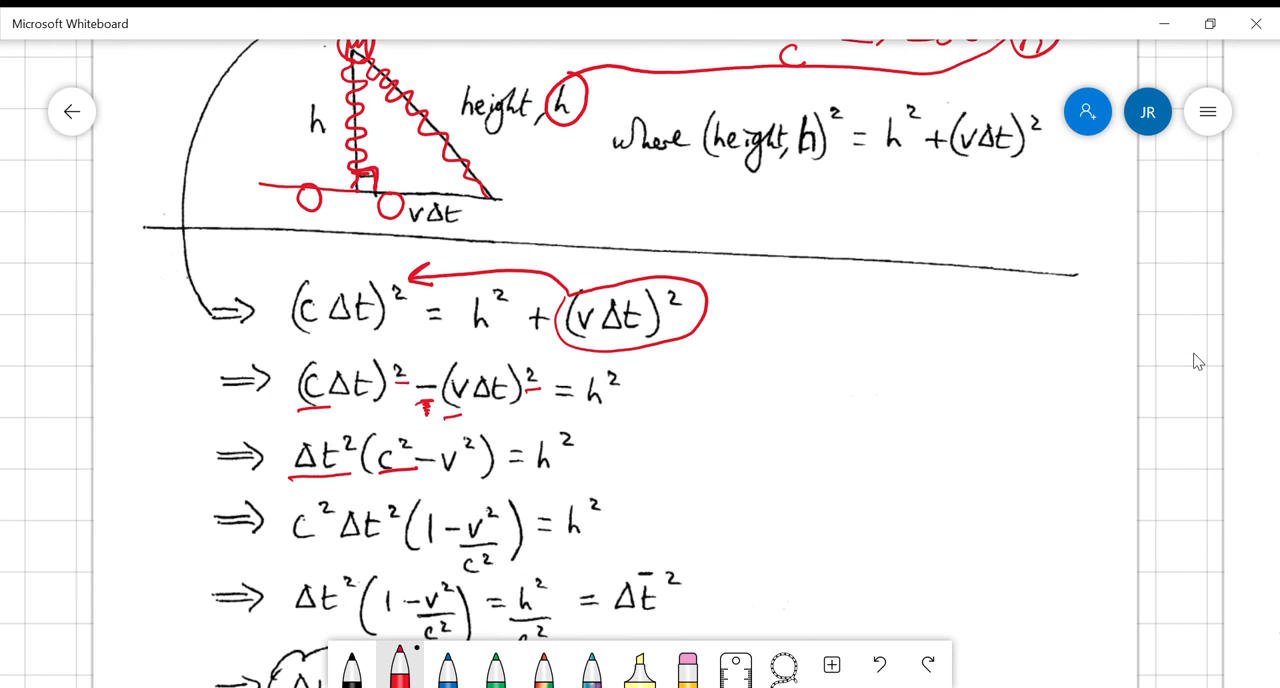 Microsoft Whiteboard
C
h
height, h
where (height, h)² = h² + (vΔt)²
JR
vΔt
⇒ (cΔt)² = h² + (vΔt)²
⇒ (cΔt)² - (vΔt)² = h²
⇒ Δt²(c² - v²) = h²
⇒ c²Δt²(1 - v²/c²) = h²
⇒ Δt²(1 - v²/c²) = h²/c² = Δt̄²